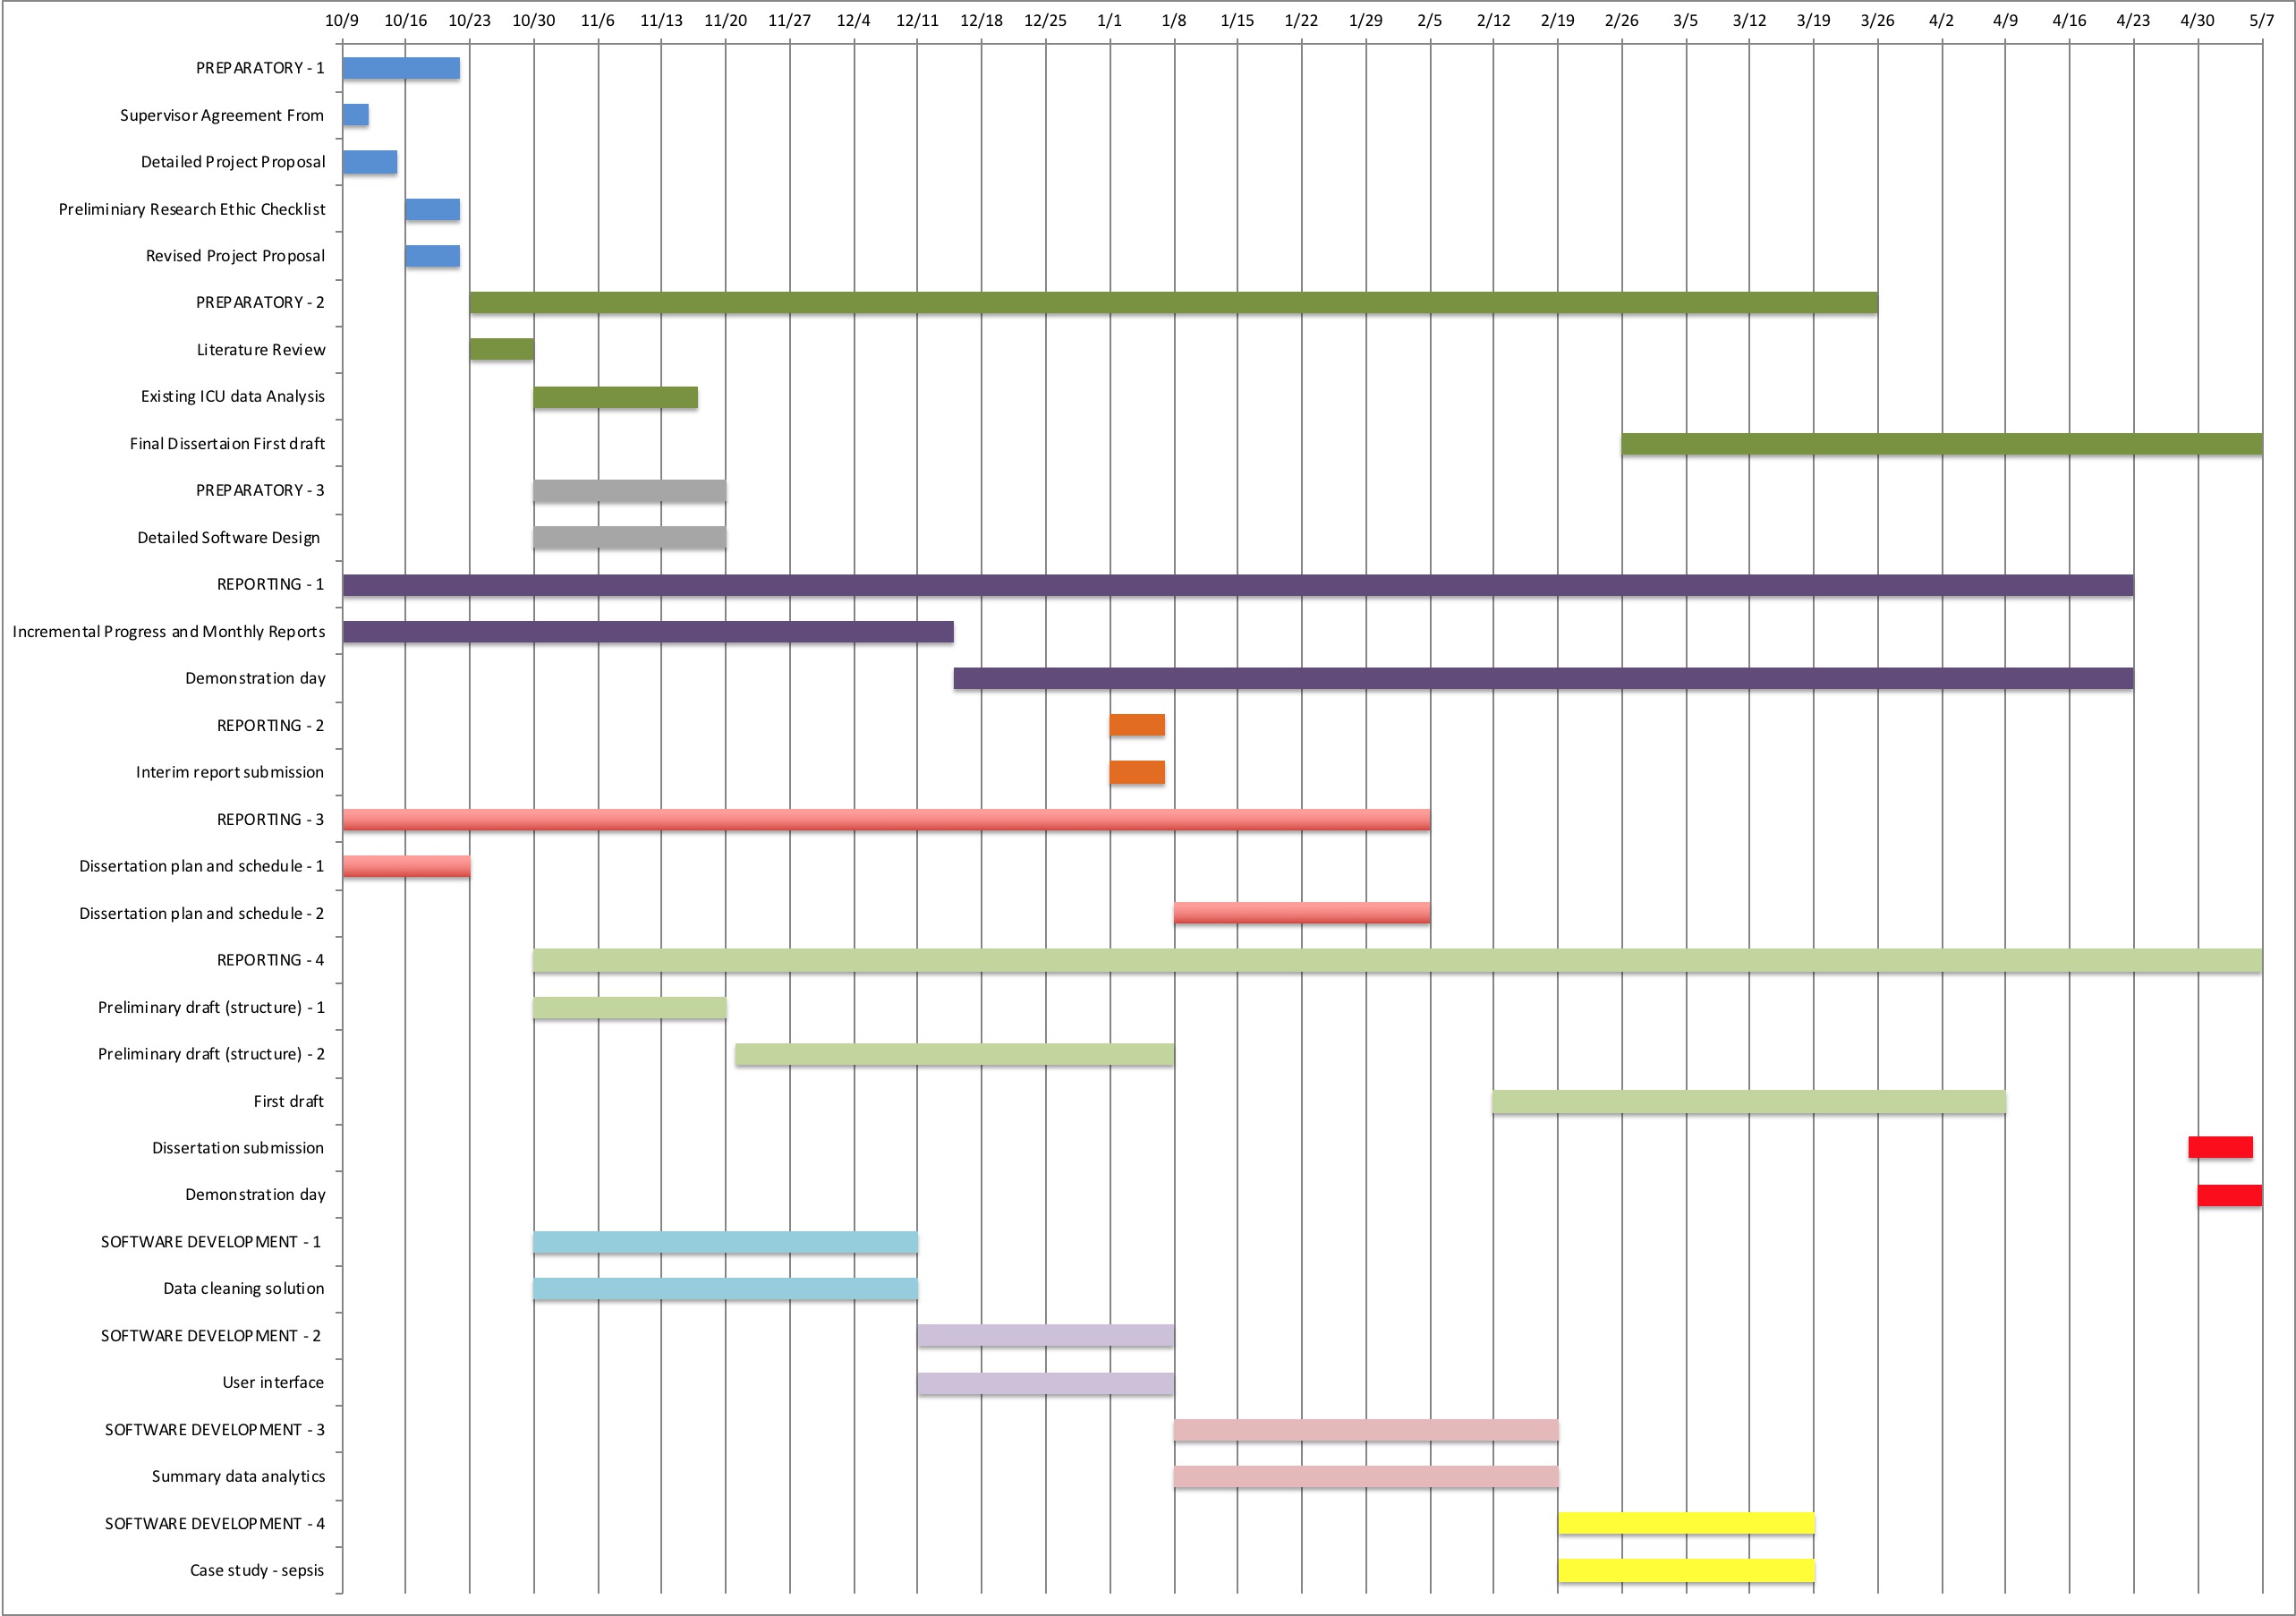 10/9 10/16 10/23 10/30 11/6 11/13 11/20 11/27 12/4 12/11 12/18 12/25 1/1 1/8 1/15 1/22 1/29 2/5 2/12 2/19 2/26 3/5 3/12 3/19 3/26 4/2 4/9 4/16 4/23 4/30 5/7
PREPARATORY - 1
Supervisor Agreement From
Detailed Project Proposal
Preliminiary Research Ethic Checklist
Revised Project Proposal
PREPARATORY - 2
Literature Review
Existing ICU data Analysis
Final Dissertaion First draft
PREPARATORY - 3
Detailed Software Design
REPORTING - 1
Incremental Progress and Monthly Reports
Demonstration day
REPORTING - 2
Interim report submission
REPORTING - 3
Dissertation plan and schedule - 1
Dissertation plan and schedule - 2
REPORTING - 4
Preliminary draft (structure) - 1
Preliminary draft (structure) - 2
First draft
Dissertation submission
Demonstration day
SOFTWARE DEVELOPMENT - 1
Data cleaning solution
SOFTWARE DEVELOPMENT - 2
User interface
SOFTWARE DEVELOPMENT - 3
Summary data analytics
SOFTWARE DEVELOPMENT - 4
Case study - sepsis